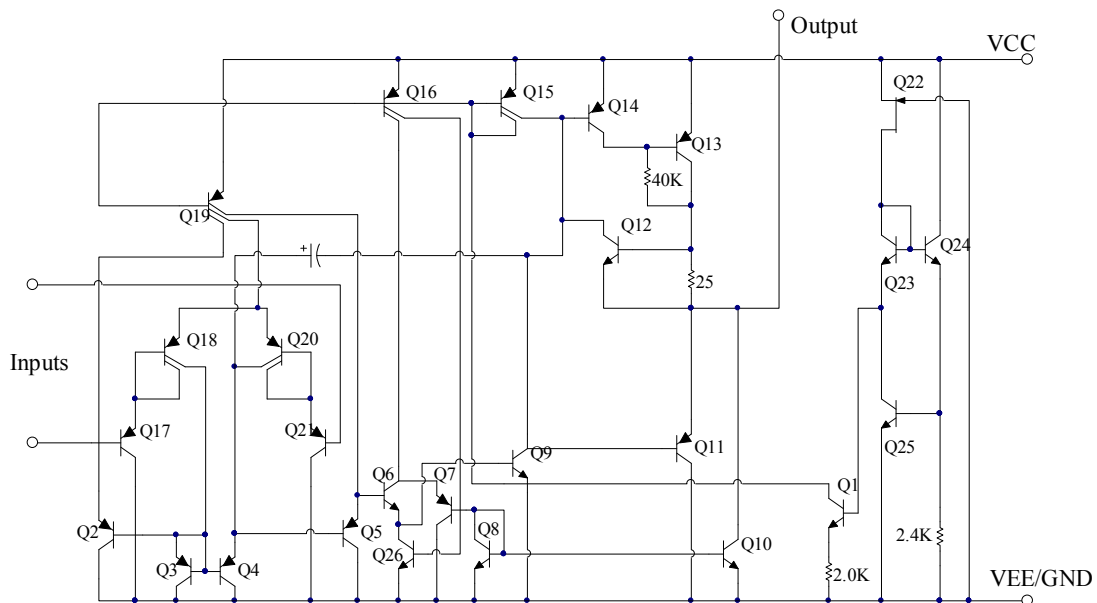 Output
VCC
Q22
Q16
Q15
Q14
Q13
40K
Q19
Q12
Q24
Q23
+
25
Q18
Q20
Inputs
Q17
Q21
Q25
Q9
Q11
Q6
Q7
Q1
Q2
Q5
Q8
Q26
Q10
2.4K
Q3
Q4
2.0K
VEE/GND